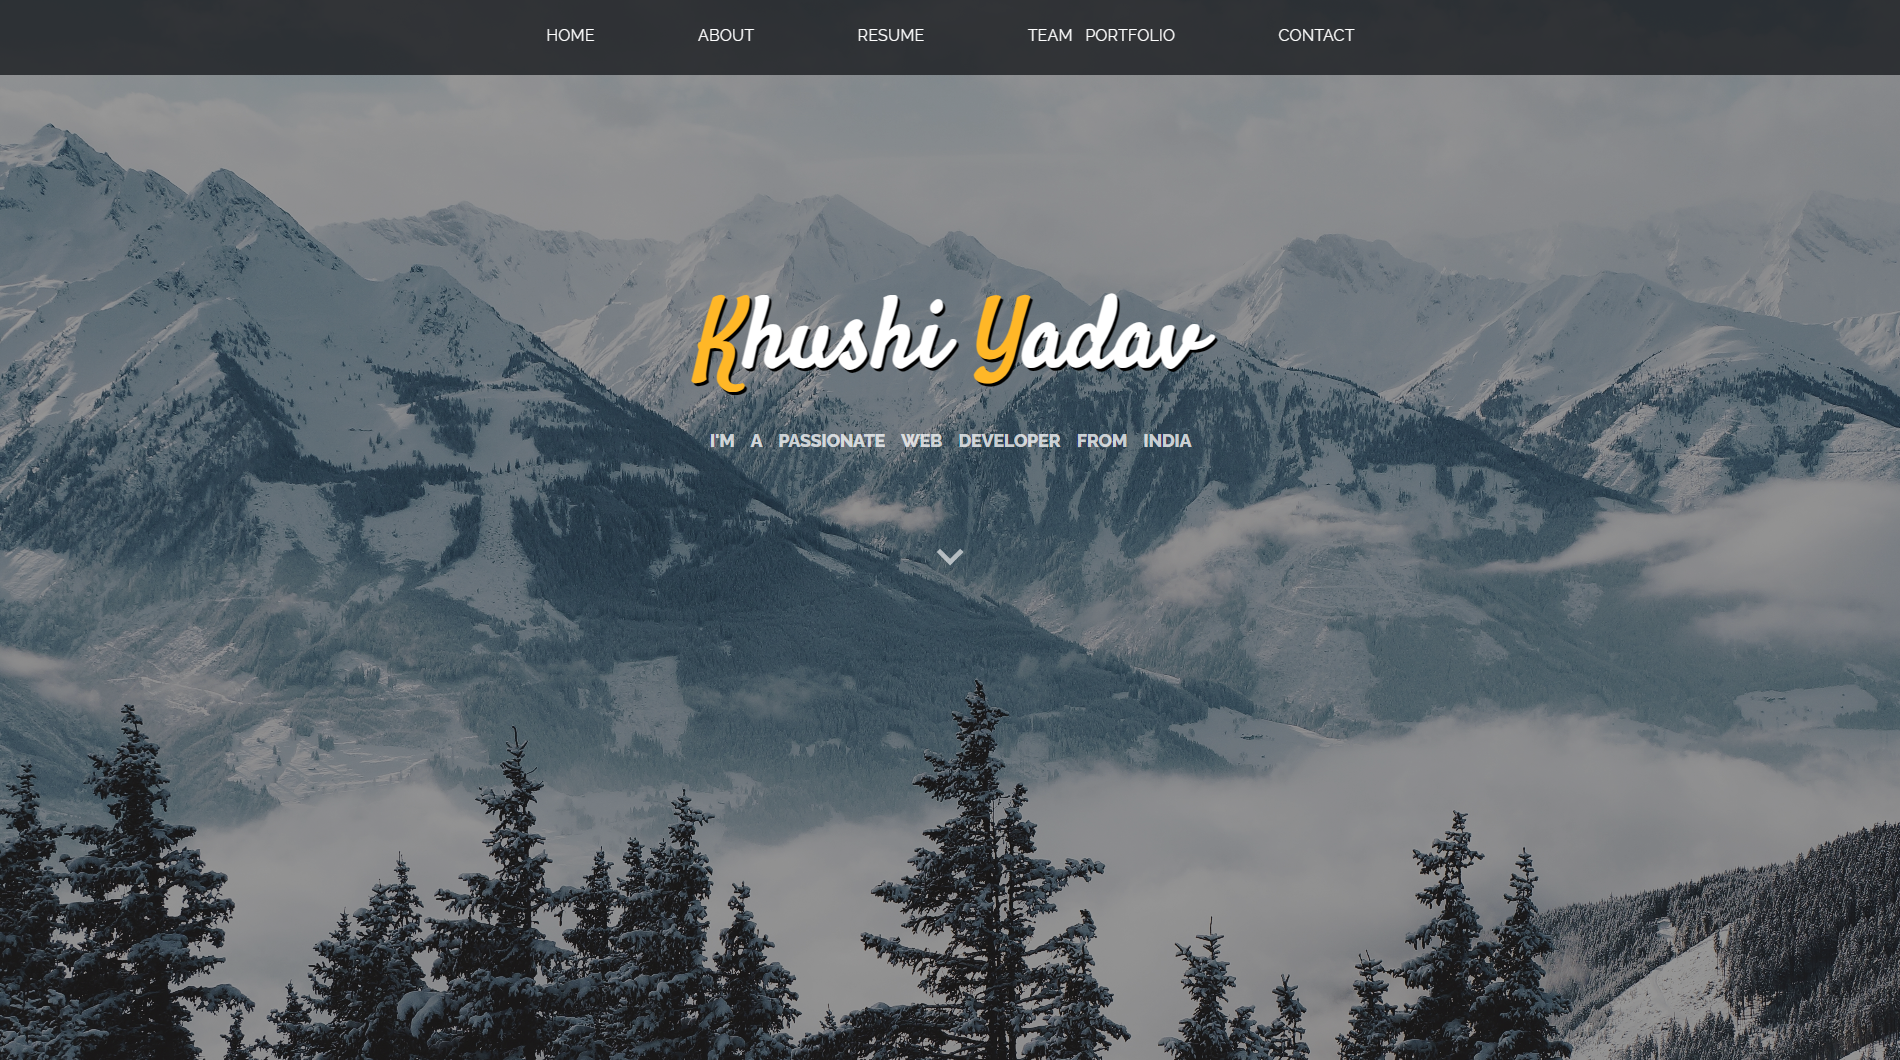 HOME ABOUT RESUME TEAM PORTFOLIO CONTACT
Khushi Yadav
I'M A PASSIONATE WEB DEVELOPER FROM INDIA